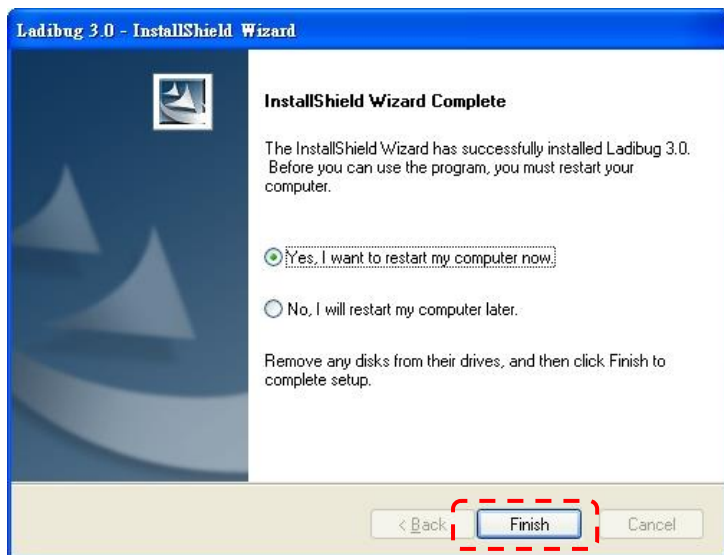 Ladibug 3.0 - InstallShield Wizard
InstallShield Wizard Complete
The InstallShield Wizard has successfully installed Ladibug 3.0.
Before you can use the program, you must restart your
computer.
Yes, I want to restart my computer now.
No, I will restart my computer later.
Remove any disks from their drives, and then click Finish to
complete setup.
< Back Finish Cancel